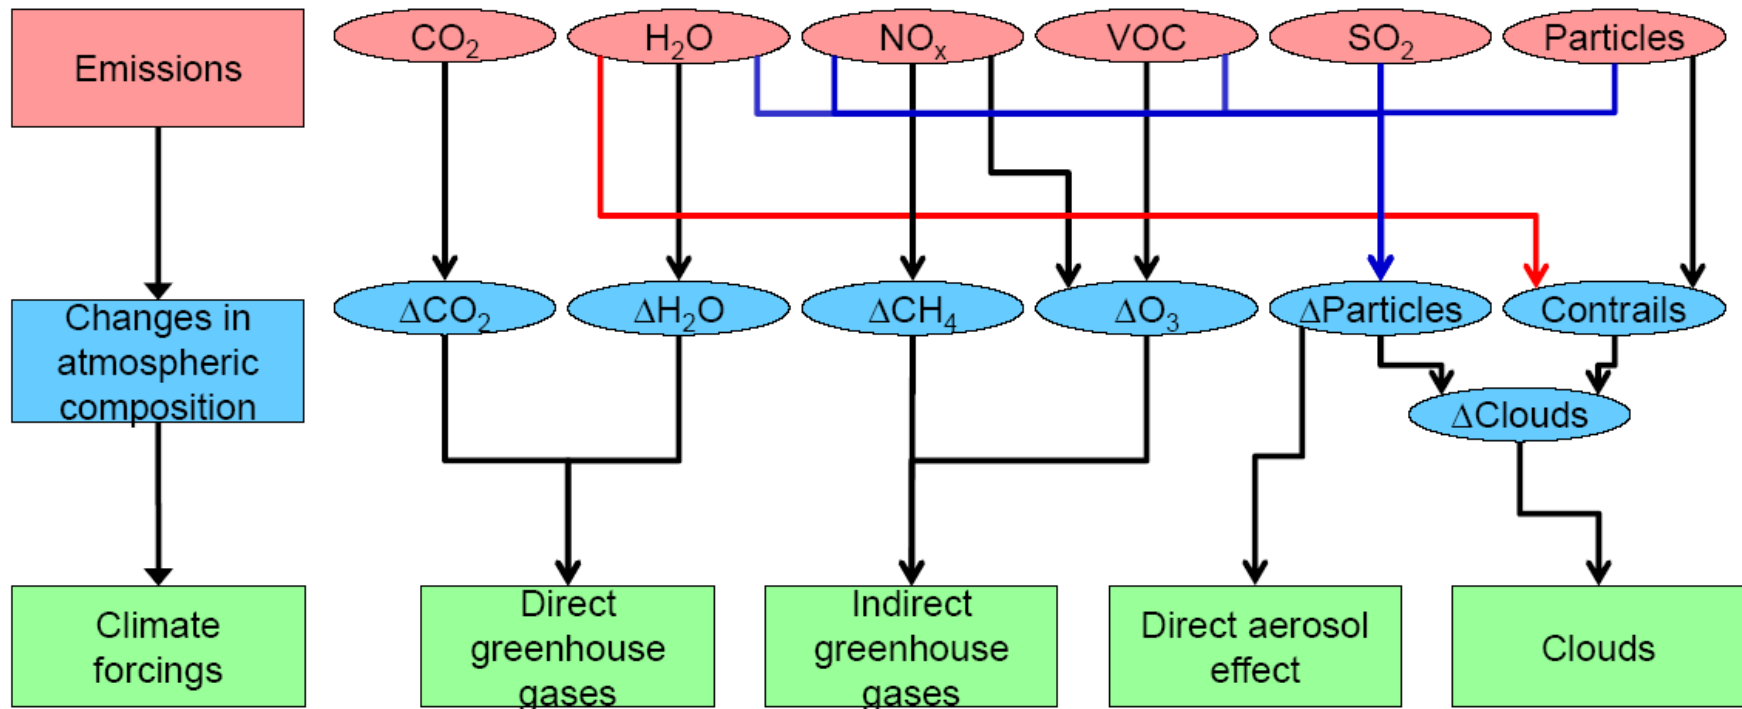 Emissions
CO₂
H₂O
NOₓ
VOC
SO₂
Particles
Changes in
atmospheric
composition
ΔCO₂
ΔH₂O
ΔCH₄
ΔO₃
ΔParticles
Contrails
ΔClouds
Climate
forcings
Direct
greenhouse
gases
Indirect
greenhouse
gases
Direct aerosol
effect
Clouds